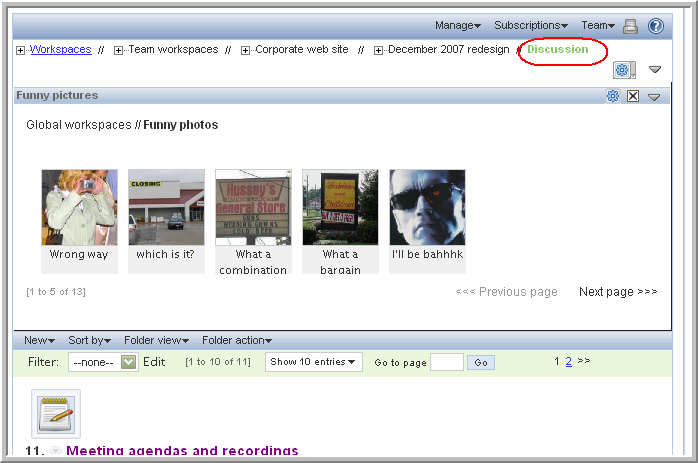 Manage Subscriptions Team
Workspaces // Team workspaces // Corporate web site // December 2007 redesign // Discussion
Funny pictures
Global workspaces // Funny photos
CLOSING
Hussey's
General Store
GUNS
WEDDING GOWNS
COLD BEER
Wrong way
which is it?
What a
combination
What a
bargain
I'll be bahhhk
[1 to 5 of 13]
<<< Previous page Next page >>>
New Sort by Folder view Folder action
Filter: --none-- Edit [1 to 10 of 11] Show 10 entries Go to page Go 1 2 >>
11. Meeting agendas and recordings